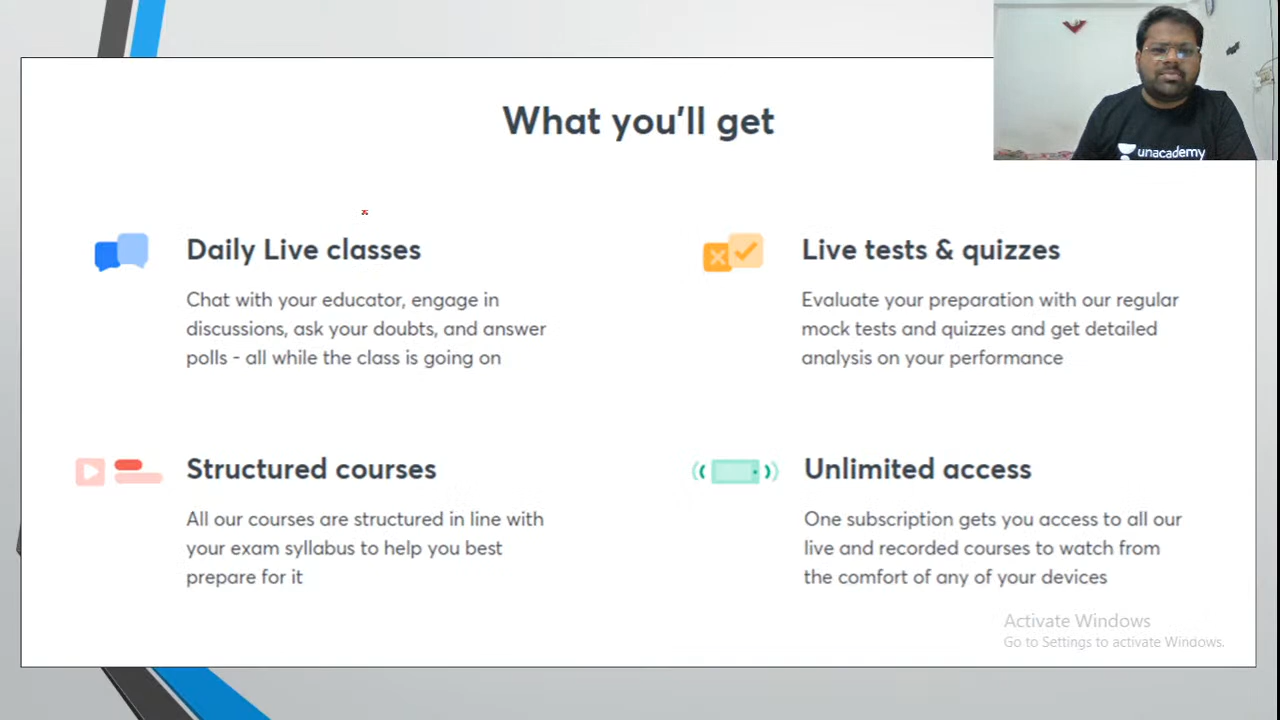 What you'll get
unacademy
Daily Live classes
Chat with your educator, engage in
discussions, ask your doubts, and answer
polls - all while the class is going on
Live tests & quizzes
Evaluate your preparation with our regular
mock tests and quizzes and get detailed
analysis on your performance
Structured courses
All our courses are structured in line with
your exam syllabus to help you best
prepare for it
Unlimited access
One subscription gets you access to all our
live and recorded courses to watch from
the comfort of any of your devices
Activate Windows
Go to Settings to activate Windows.